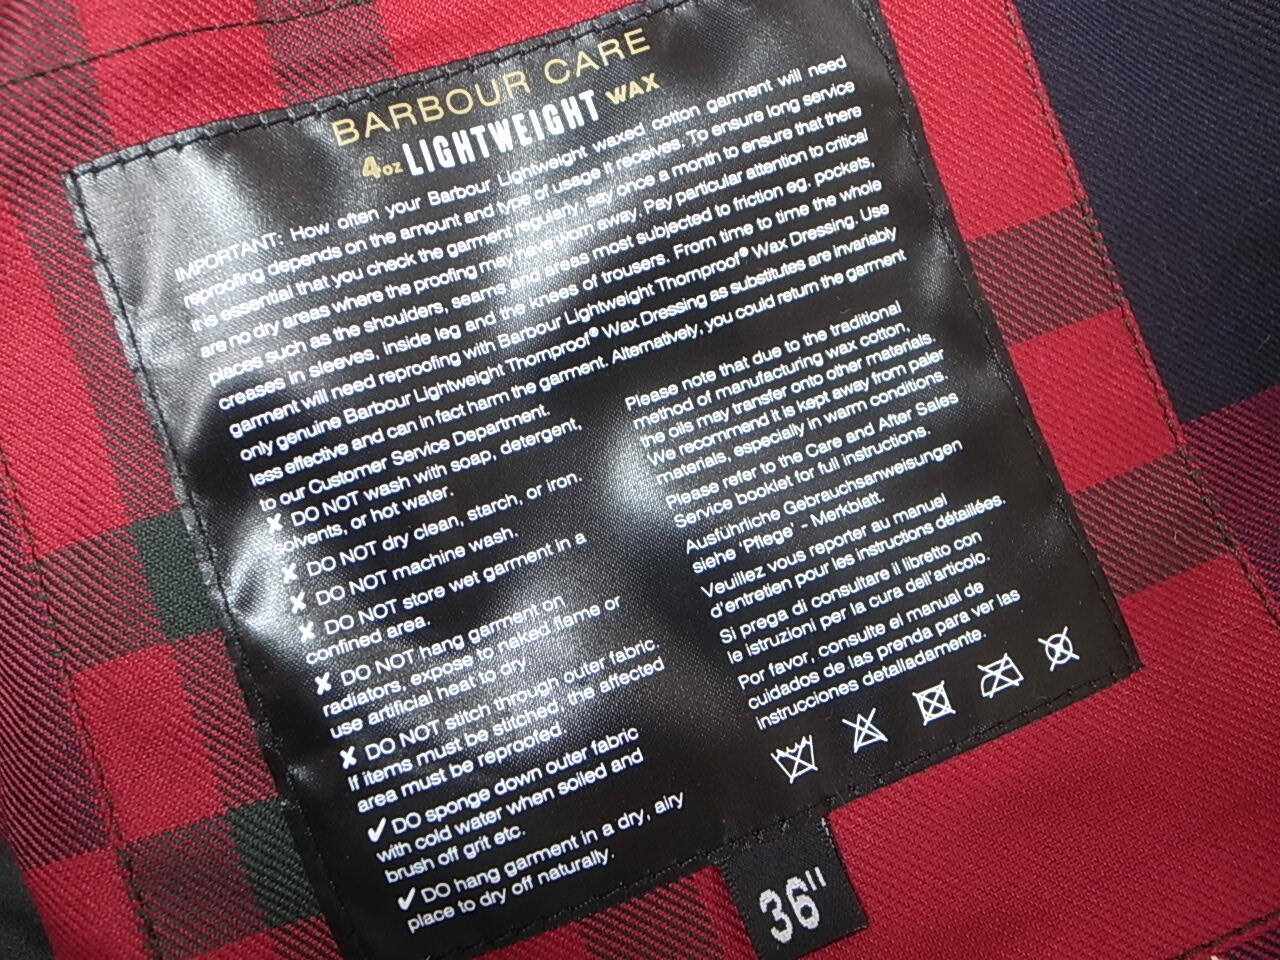 BARBOUR CARE
4oz LIGHTWEIGHT WAX
IMPORTANT: How often your Barbour Lightweight waxed cotton garment will need
reproofing depends on the amount and type of usage it receives. To ensure long service
it is essential that you check the garment regularly, say once a month to ensure that there
are no dry areas where the proofing may have worn away. Pay particular attention to critical
places such as the shoulders, seams and areas most subjected to friction eg. pockets,
creases in sleeves, inside leg and the knees of trousers. From time to time the whole
garment will need reproofing with Barbour Lightweight Thornproof® Wax Dressing. Use
only genuine Barbour Lightweight Thornproof® Wax Dressing as substitutes are invariably
less effective and can in fact harm the garment. Alternatively, you could return the garment
to our Customer Service Department.
✘ DO NOT wash with soap, detergent,
solvents, or hot water.
✘ DO NOT dry clean, starch, or iron.
✘ DO NOT machine wash.
✘ DO NOT store wet garment in a
confined area.
✘ DO NOT hang garment on
radiators, expose to naked flame or
use artificial heat to dry
✘ DO NOT stitch through outer fabric.
If items must be stitched, the affected
area must be reproofed.
✔ DO sponge down outer fabric
with cold water when soiled and
brush off grit etc.
✔ DO hang garment in a dry, airy
place to dry off naturally.
Please note that due to the traditional
method of manufacturing wax cotton,
the oils may transfer onto other materials.
We recommend it is kept away from paler
materials, especially in warm conditions.
Please refer to the Care and After Sales
Service booklet for full instructions.
Ausführliche Gebrauchsanweisungen
siehe 'Pflege' - Merkblatt.
Veuillez vous reporter au manuel
d'entretien pour les instructions détaillées.
Si prega di consultare il libretto con
le istruzioni per la cura dell'articolo.
Por favor, consulte el manual de
cuidados de las prenda para ver las
instrucciones detalladamente.
36"